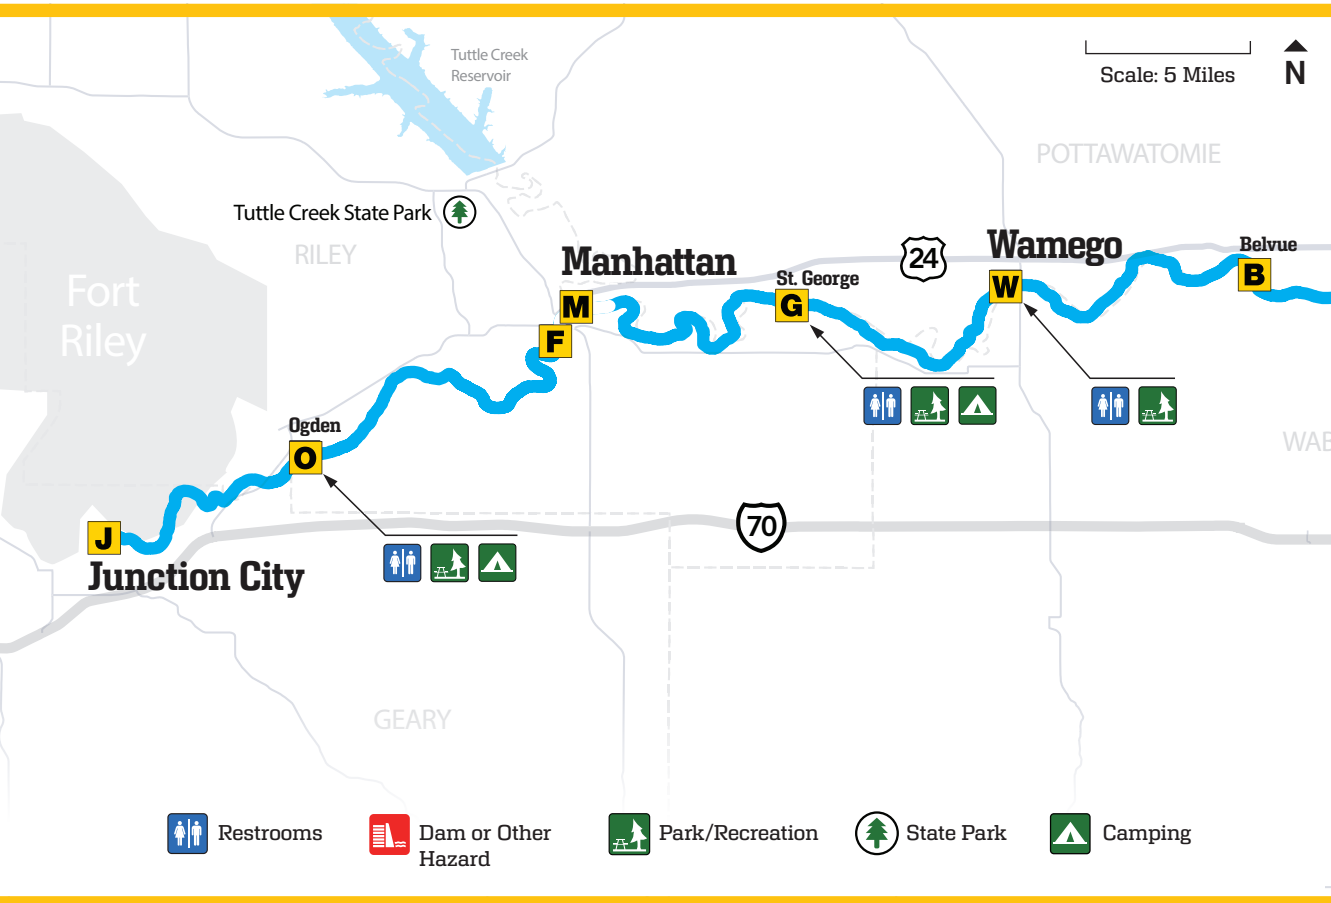 Tuttle Creek
Reservoir
Scale: 5 Miles
N
POTTAWATOMIE
Tuttle Creek State Park
RILEY
Manhattan
24
Wamego
Belvue
St. George
Fort
Riley
M
G
W
B
F
Ogden
O
WAB
J
70
Junction City
GEARY
Restrooms
Dam or Other
Hazard
Park/Recreation
State Park
Camping